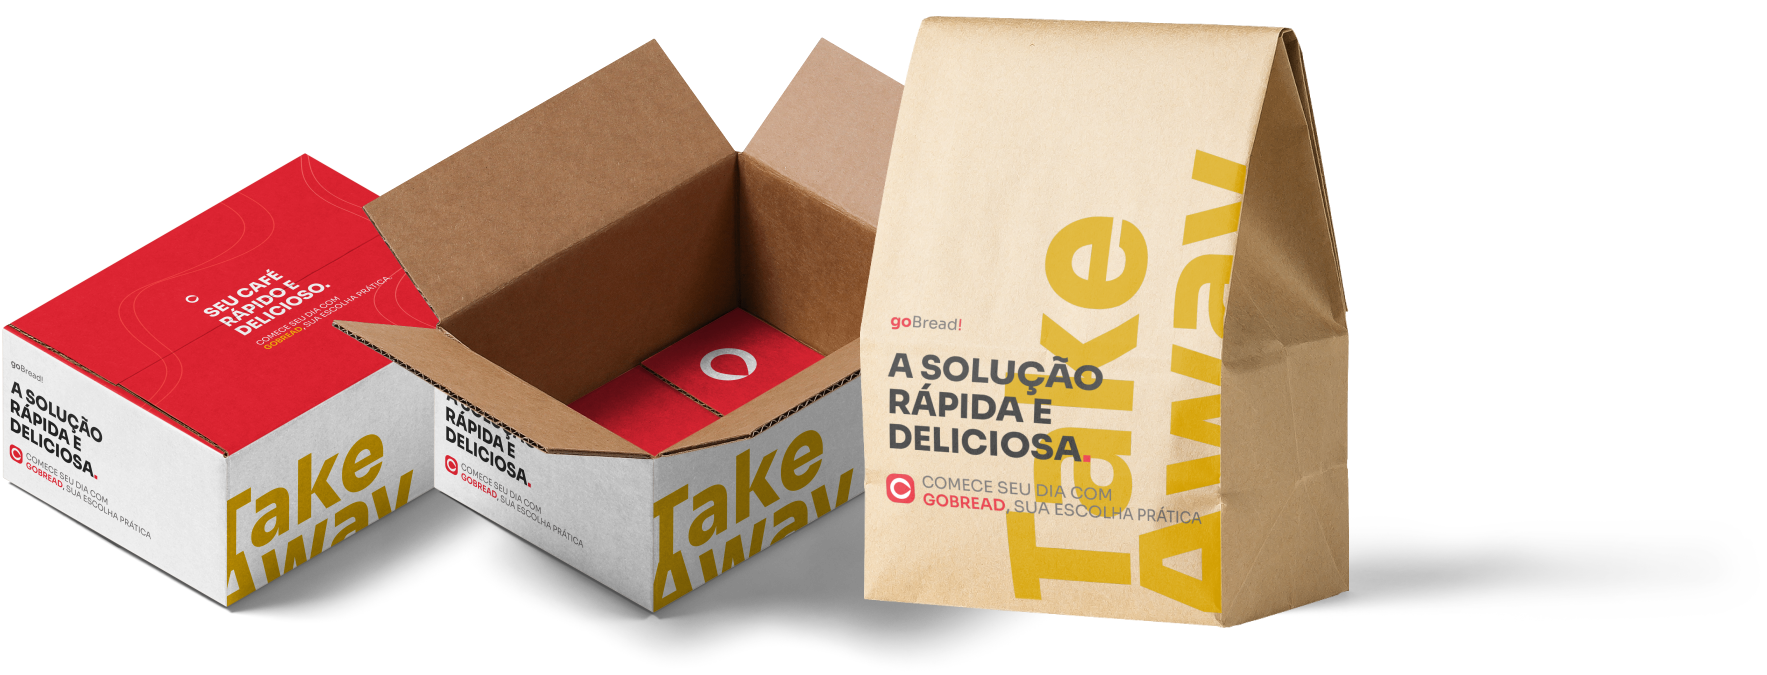 SEU CAFÉ
RÁPIDO E
DELICIOSO.
COMECE SEU DIA COM
GOBREAD, SUA ESCOLHA PRÁTICA.
goBread!
A SOLUÇÃO
RÁPIDA E
DELICIOSA.
COMECE SEU DIA COM
GOBREAD, SUA ESCOLHA PRÁTICA
Take
Away
A SOLUÇÃO
RÁPIDA E
DELICIOSA.
COMECE SEU DIA COM
GOBREAD, SUA ESCOLHA PRÁTICA
Take
Away
goBread!
A SOLUÇÃO
RÁPIDA E
DELICIOSA.
COMECE SEU DIA COM
GOBREAD, SUA ESCOLHA PRÁTICA
Take
Away